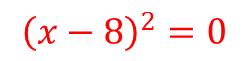 (x − 8)² = 0